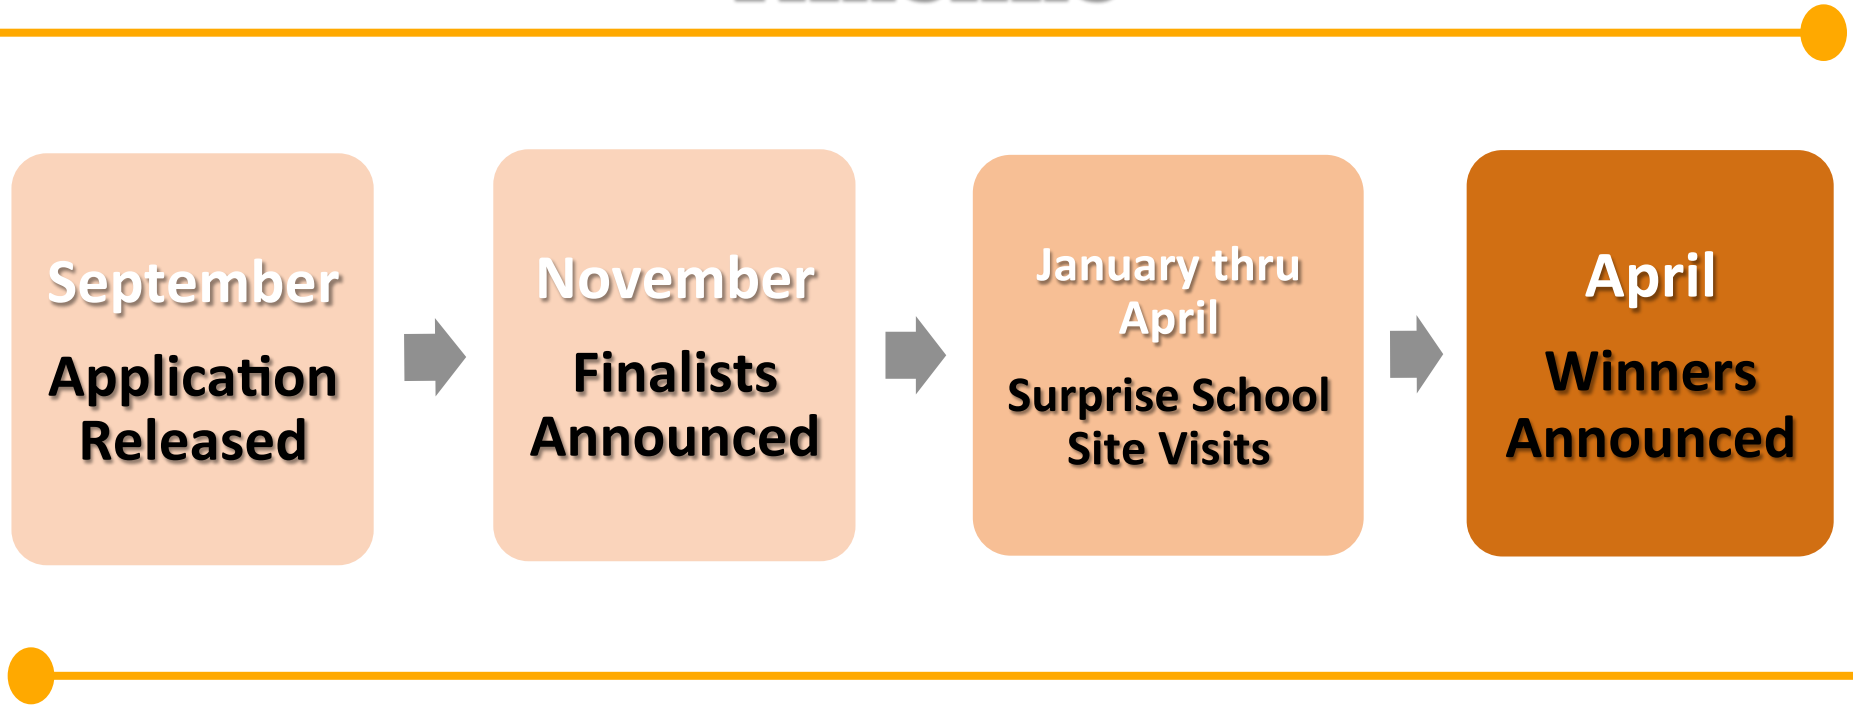 September
Application
Released
November
Finalists
Announced
January thru
April
Surprise School
Site Visits
April
Winners
Announced